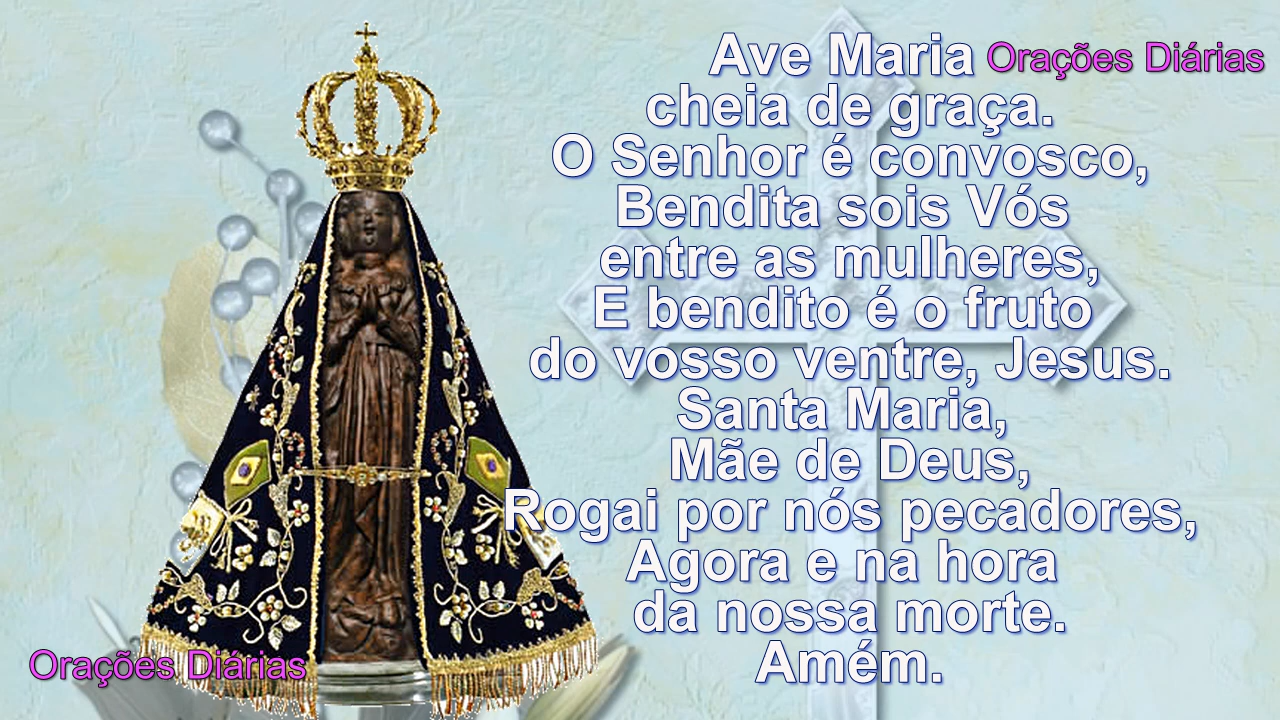 Ave Maria
Orações Diárias
cheia de graça.
O Senhor é convosco,
Bendita sois Vós
entre as mulheres,
E bendito é o fruto
do vosso ventre, Jesus.
Santa Maria,
Mãe de Deus,
Rogai por nós pecadores,
Agora e na hora
da nossa morte.
Amém.
Orações Diárias